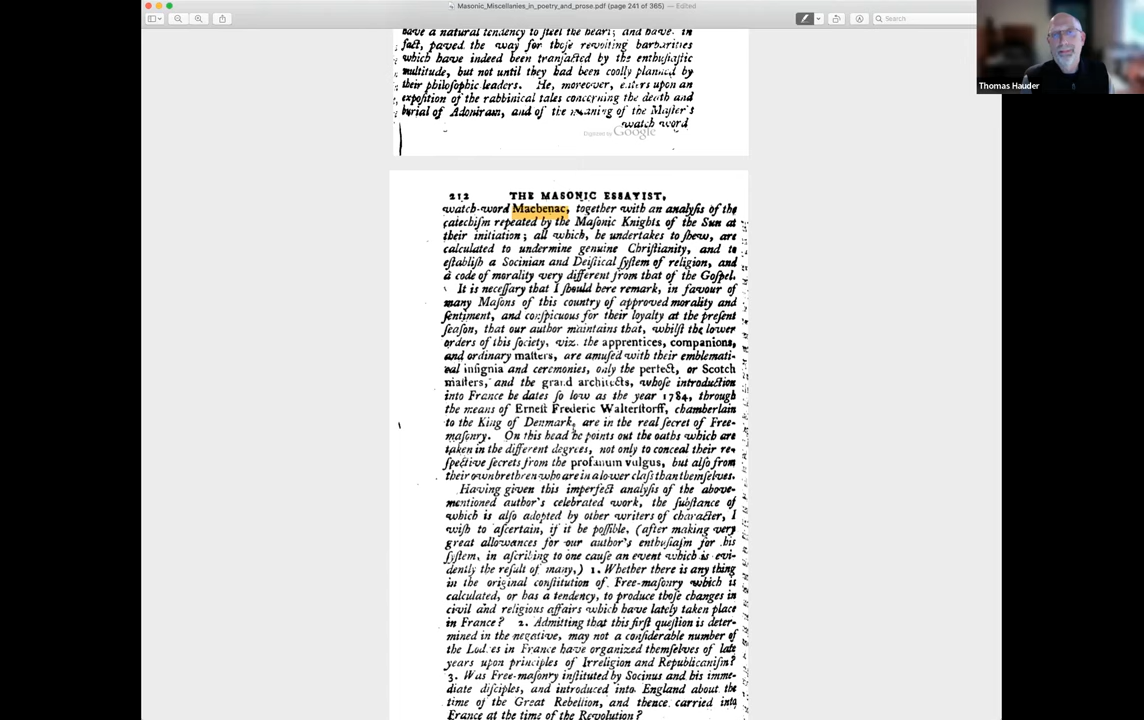 Masonic_Miscellanies_in_poetry_and_prose.pdf (page 241 of 365) — Edited
Search
Thomas Hauder
have a natural tendency to ſteel the heart; and have in
fact, paved the way for thoſe revolting barbarities
which have indeed been tranſacted by the enthuſiaſtic
multitude, but not until they had been coolly planned by
their philoſophic leaders. He, moreover, enters upon an
expoſition of the rabbinical tales concerning the death and
burial of Adoniram, and of the meaning of the Maſter's
watch word
Digitized by Google
212 THE MASONIC ESSAYIST,
watch-word Macbenac, together with an analyſis of the
catechiſm repeated by the Maſonic Knights of the Sun at
their initiation; all which, he undertakes to ſhew, are
calculated to undermine genuine Chriſtianity, and to
eſtabliſh a Socinian and Deiſtical ſyſtem of religion, and
a code of morality very different from that of the Goſpel.
It is neceſſary that I ſhould here remark, in favour of
many Maſons of this country of approved morality and
ſentiment, and conſpicuous for their loyalty at the preſent
ſeaſon, that our author maintains that, whilſt the lower
orders of this ſociety, viz. the apprentices, companions,
and ordinary maſters, are amuſed with their emblemati-
cal inſignia and ceremonies, only the perfect, or Scotch
maſters, and the grand architects, whoſe introduction
into France he dates ſo low as the year 1784, through
the means of Erneſt Frederic Walterſtorff, chamberlain
to the King of Denmark, are in the real ſecret of Free-
maſonry. On this head he points out the oaths which are
taken in the different degrees, not only to conceal their re-
ſpective ſecrets from the profanum vulgus, but alſo from
their own brethren who are in a lower claſs than themſelves.
Having given this imperfect analyſis of the above-
mentioned author's celebrated work, the ſubſtance of
which is alſo adopted by other writers of character, I
wiſh to aſcertain, if it be poſſible, (after making very
great allowances for our author's enthuſiaſm for his
ſyſtem, in aſcribing to one cauſe an event which is evi-
dently the reſult of many,) 1. Whether there is any thing
in the original conſtitution of Free-maſonry which is
calculated, or has a tendency, to produce thoſe changes in
civil and religious affairs which have lately taken place
in France? 2. Admitting that this firſt queſtion is deter-
mined in the negative, may not a conſiderable number of
the Lodges in France have organized themſelves of late
years upon principles of Irreligion and Republicaniſm?
3. Was Free-maſonry inſtituted by Socinus and his imme-
diate diſciples, and introduced into England about the
time of the Great Rebellion, and thence carried into
France at the time of the Revolution?